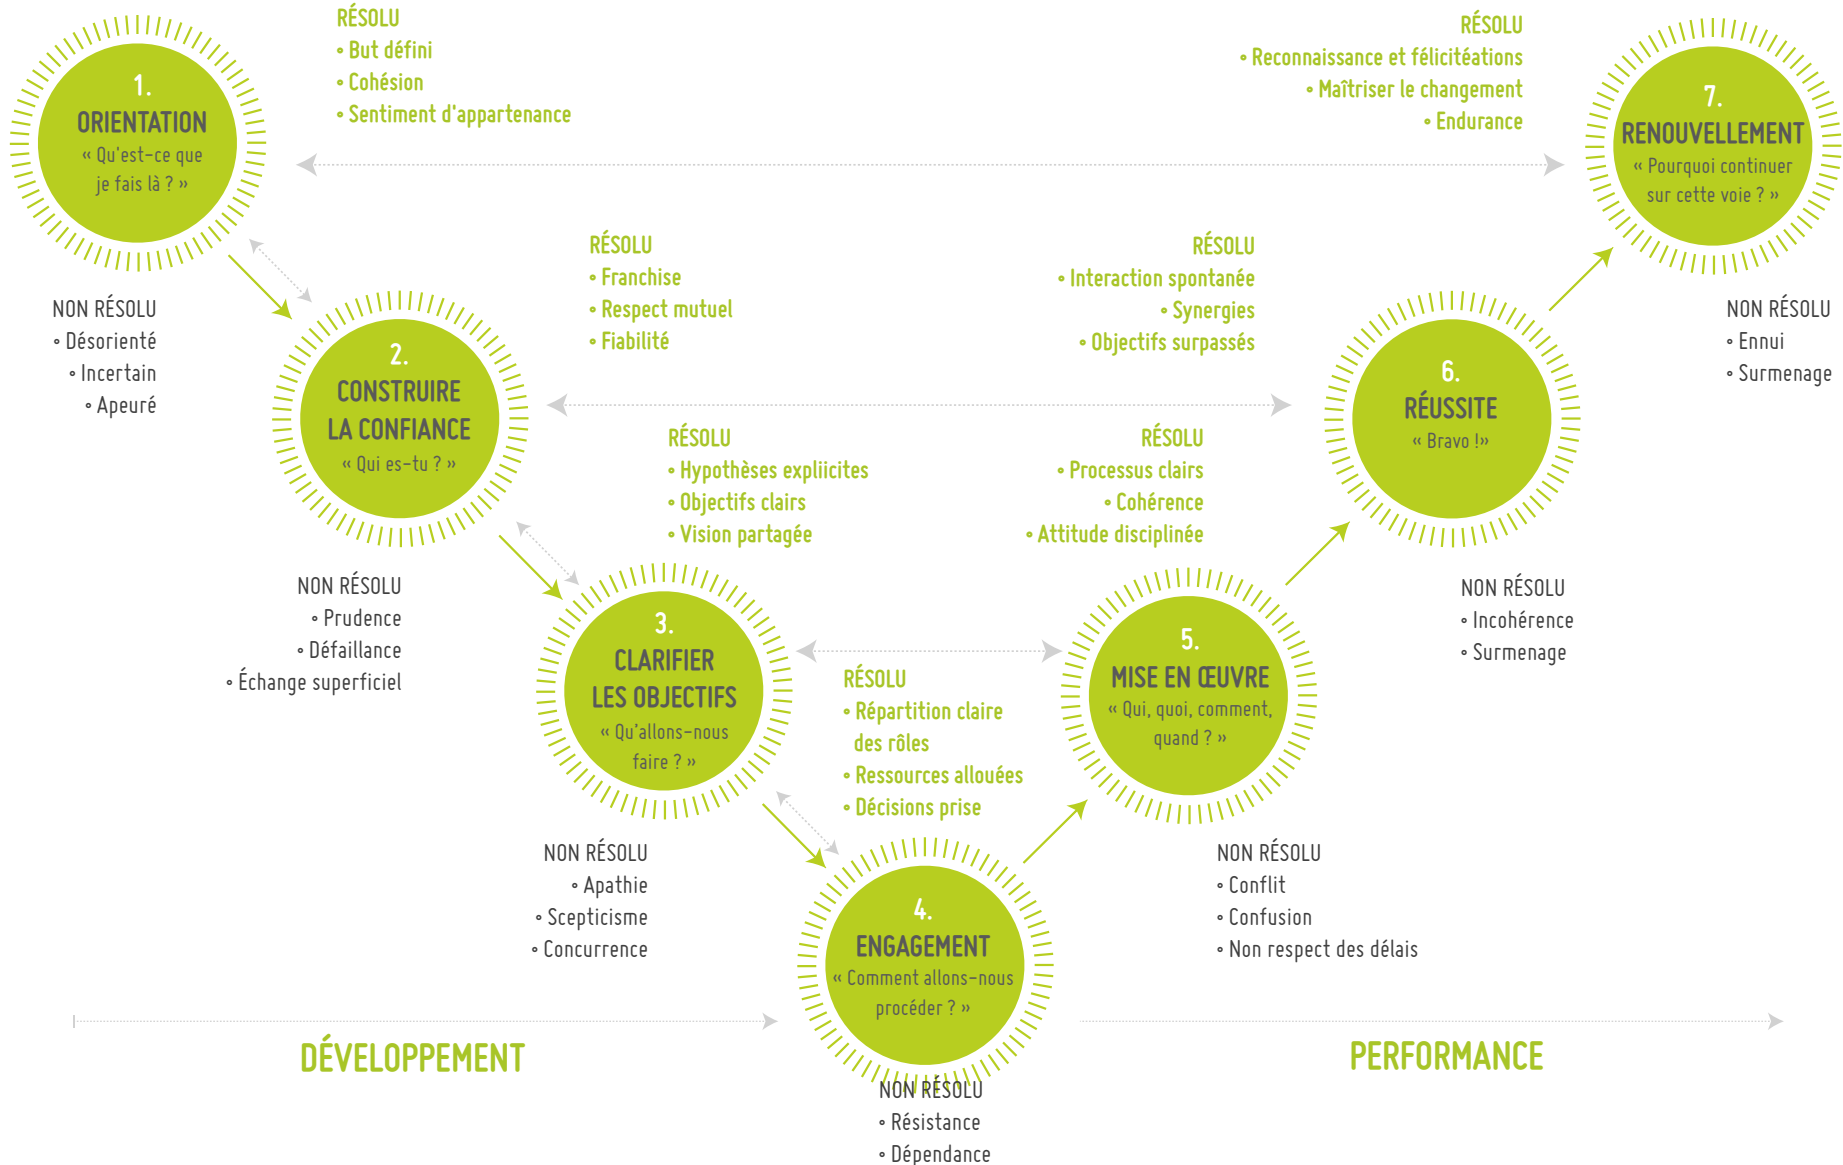 1.
ORIENTATION
« Qu'est-ce que
je fais là ? »
RÉSOLU
∘ But défini
∘ Cohésion
∘ Sentiment d'appartenance
NON RÉSOLU
∘ Désorienté
∘ Incertain
∘ Apeuré
2.
CONSTRUIRE
LA CONFIANCE
« Qui es-tu ? »
RÉSOLU
∘ Franchise
∘ Respect mutuel
∘ Fiabilité
NON RÉSOLU
∘ Prudence
∘ Défaillance
∘ Échange superficiel
3.
CLARIFIER
LES OBJECTIFS
« Qu'allons-nous
faire ? »
RÉSOLU
∘ Hypothèses expliicites
∘ Objectifs clairs
∘ Vision partagée
NON RÉSOLU
∘ Apathie
∘ Scepticisme
∘ Concurrence
4.
ENGAGEMENT
« Comment allons-nous
procéder ? »
RÉSOLU
∘ Répartition claire
des rôles
∘ Ressources allouées
∘ Décisions prise
NON RÉSOLU
∘ Résistance
∘ Dépendance
5.
MISE EN ŒUVRE
« Qui, quoi, comment,
quand ? »
RÉSOLU
∘ Processus clairs
∘ Cohérence
∘ Attitude disciplinée
NON RÉSOLU
∘ Conflit
∘ Confusion
∘ Non respect des délais
6.
RÉUSSITE
« Bravo !»
RÉSOLU
∘ Interaction spontanée
∘ Synergies
∘ Objectifs surpassés
NON RÉSOLU
∘ Incohérence
∘ Surmenage
7.
RENOUVELLEMENT
« Pourquoi continuer
sur cette voie ? »
RÉSOLU
∘ Reconnaissance et félicitéations
∘ Maîtriser le changement
∘ Endurance
NON RÉSOLU
∘ Ennui
∘ Surmenage
DÉVELOPPEMENT
PERFORMANCE